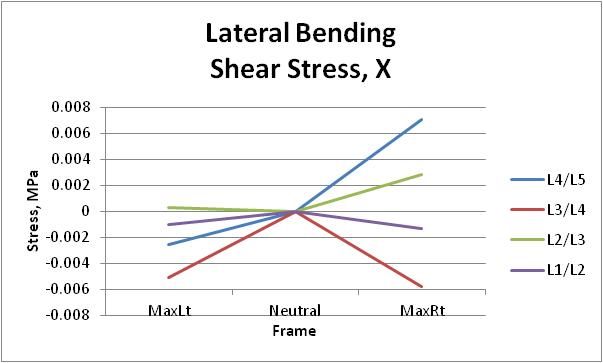 Lateral Bending
Shear Stress, X
0.008
0.006
0.004
0.002
0
-0.002
-0.004
-0.006
-0.008
Stress, MPa
MaxLt Neutral MaxRt
Frame
L4/L5
L3/L4
L2/L3
L1/L2